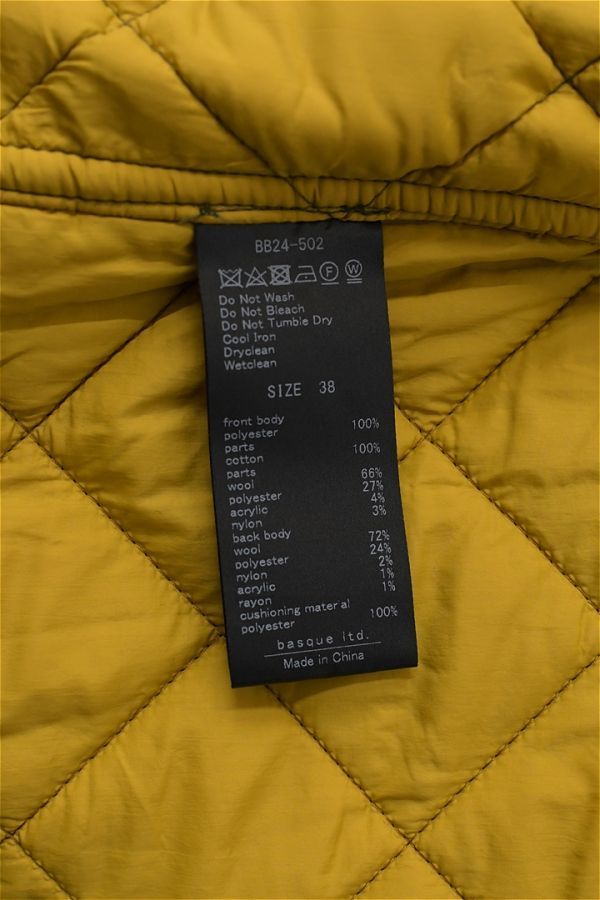 BB24-502
F W
Do Not Wash
Do Not Bleach
Do Not Tumble Dry
Cool Iron
Dryclean
Wetclean
SIZE 38
front body
polyester 100%
parts
cotton 100%
parts
wool 66%
polyester 27%
acrylic 4%
nylon 3%
back body
wool 72%
polyester 24%
nylon 2%
acrylic 1%
rayon 1%
cushioning material
polyester 100%
basque ltd.
Made in China